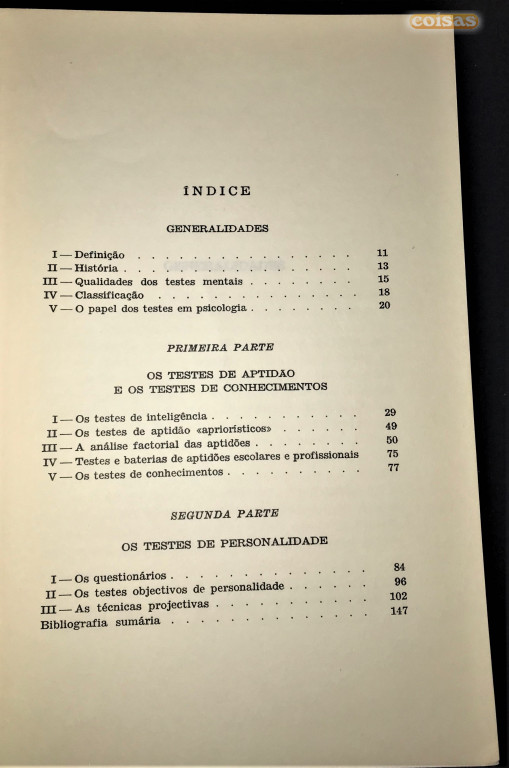 coisas
ÍNDICE
GENERALIDADES
I — Definição . . . . . . . . . . . . . . . 11
II — História . . . . . . . . . . . . . . . . 13
III — Qualidades dos testes mentais . . . . . . . 15
IV — Classificação . . . . . . . . . . . . . . 18
V — O papel dos testes em psicologia . . . . . . . 20
PRIMEIRA PARTE
OS TESTES DE APTIDÃO
E OS TESTES DE CONHECIMENTOS
I — Os testes de inteligência . . . . . . . . . . 29
II — Os testes de aptidão «apriorísticos» . . . . . . 49
III — A análise factorial das aptidões . . . . . . . 50
IV — Testes e baterias de aptidões escolares e profissionais 75
V — Os testes de conhecimentos . . . . . . . . . 77
SEGUNDA PARTE
OS TESTES DE PERSONALIDADE
I — Os questionários . . . . . . . . . . . . . 84
II — Os testes objectivos de personalidade . . . . . 96
III — As técnicas projectivas . . . . . . . . . . 102
Bibliografia sumária . . . . . . . . . . . . . 147